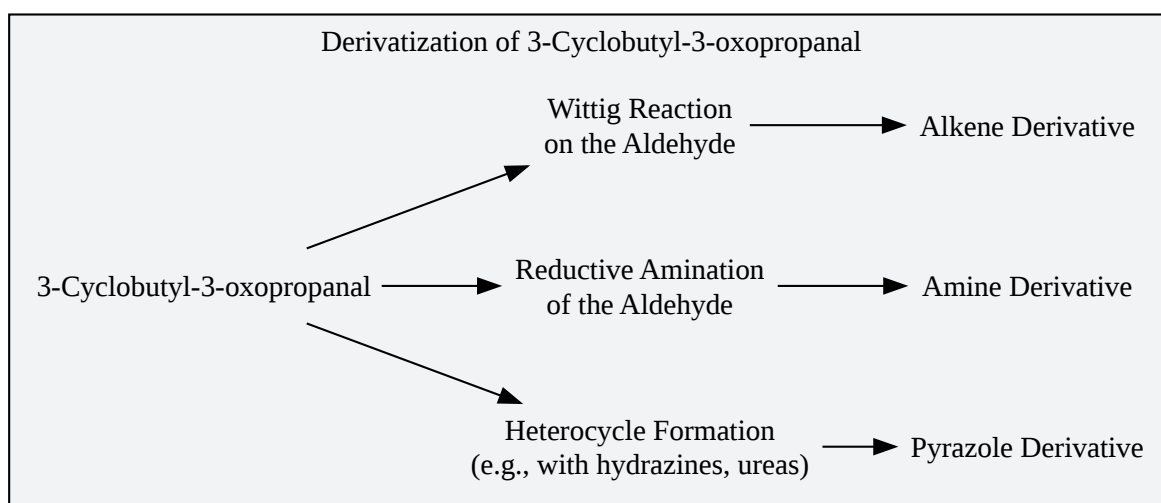 Derivatization of 3-Cyclobutyl-3-oxopropanal
Wittig Reaction
on the Aldehyde
Alkene Derivative
3-Cyclobutyl-3-oxopropanal
Reductive Amination
of the Aldehyde
Amine Derivative
Heterocycle Formation
(e.g., with hydrazines, ureas)
Pyrazole Derivative